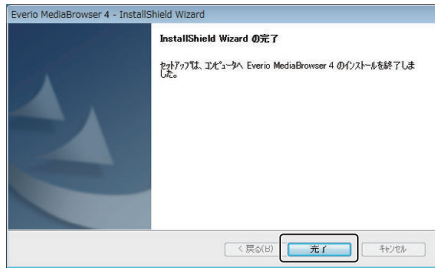 Everio MediaBrowser 4 - InstallShield Wizard
InstallShield Wizard の完了
セットアップは、コンピュータへ Everio MediaBrowser 4 のインストールを終了しま
した。
< 戻る(B)
完了
キャンセル